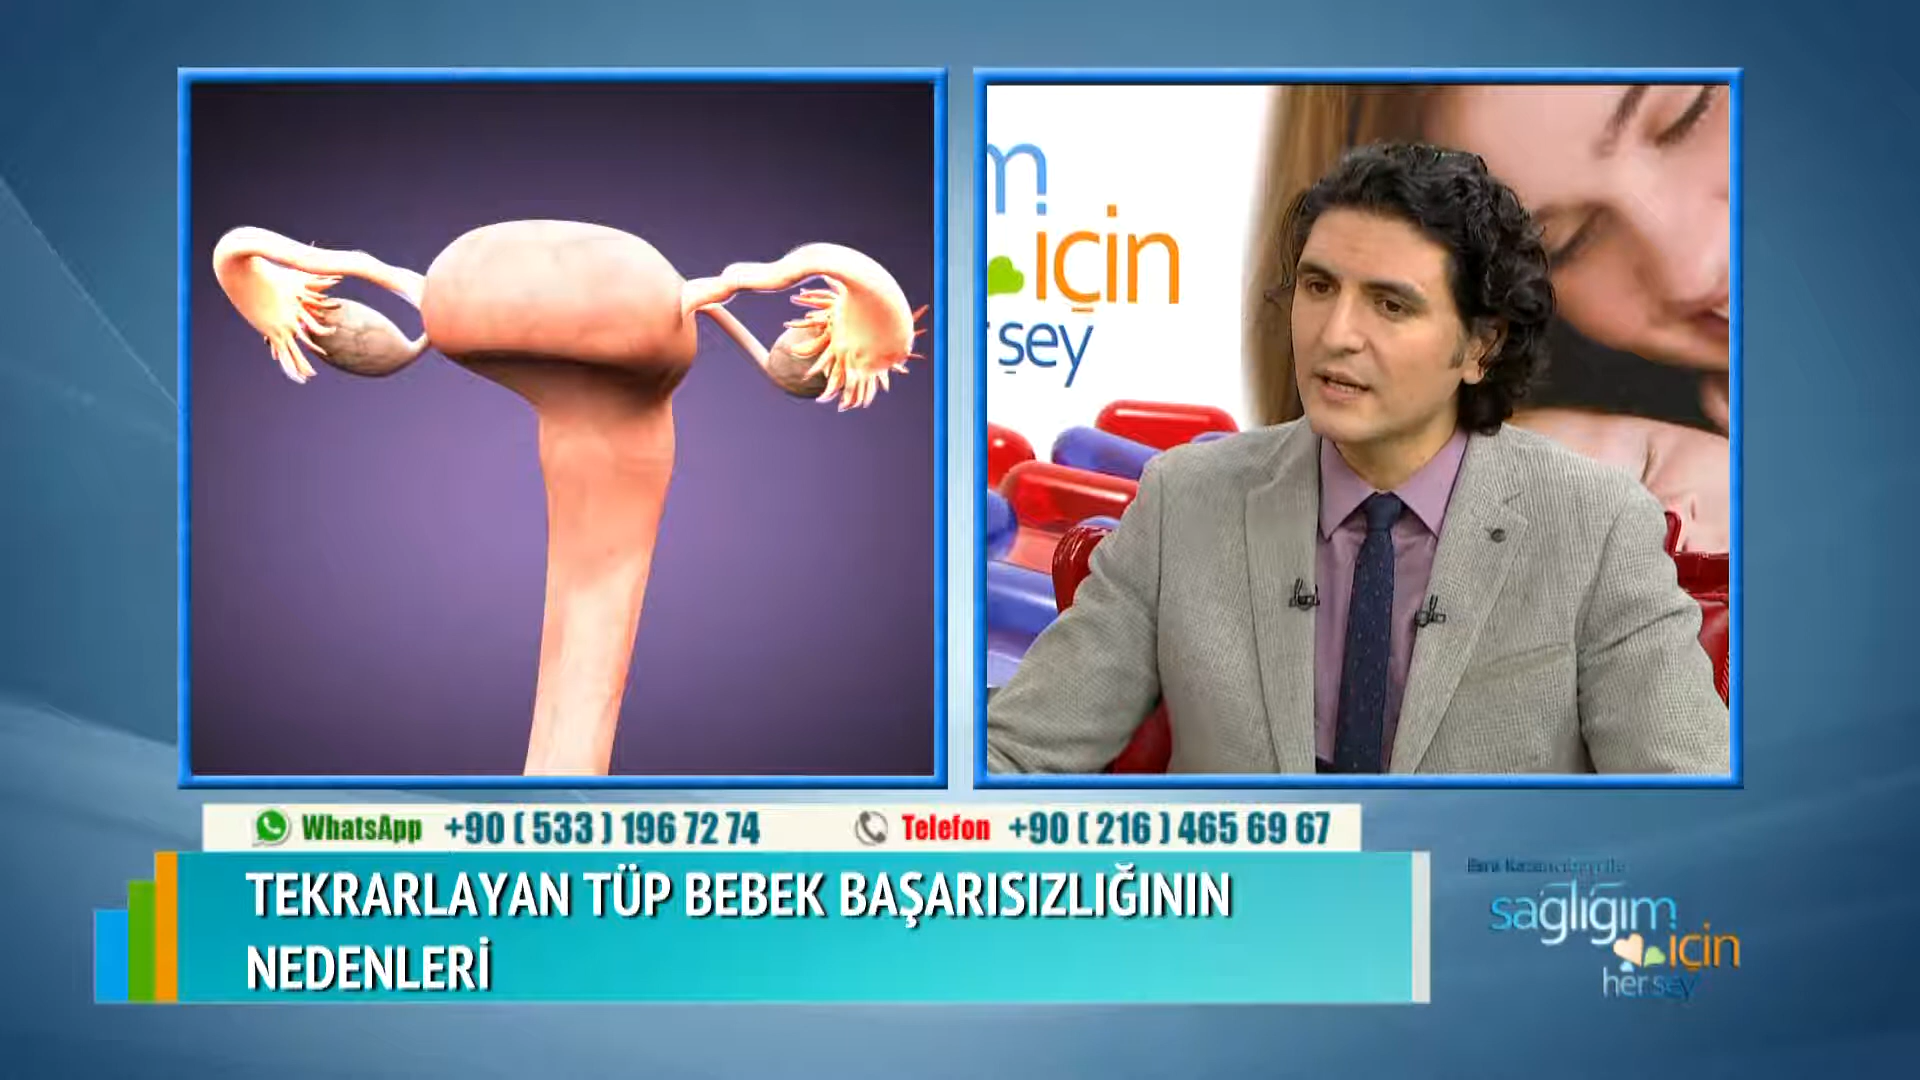 m
için
şey
WhatsApp +90 ( 533 ) 196 72 74 Telefon +90 ( 216 ) 465 69 67
TEKRARLAYAN TÜP BEBEK BAŞARISIZLIĞININ
NEDENLERİ
sağlığım
için
her şey